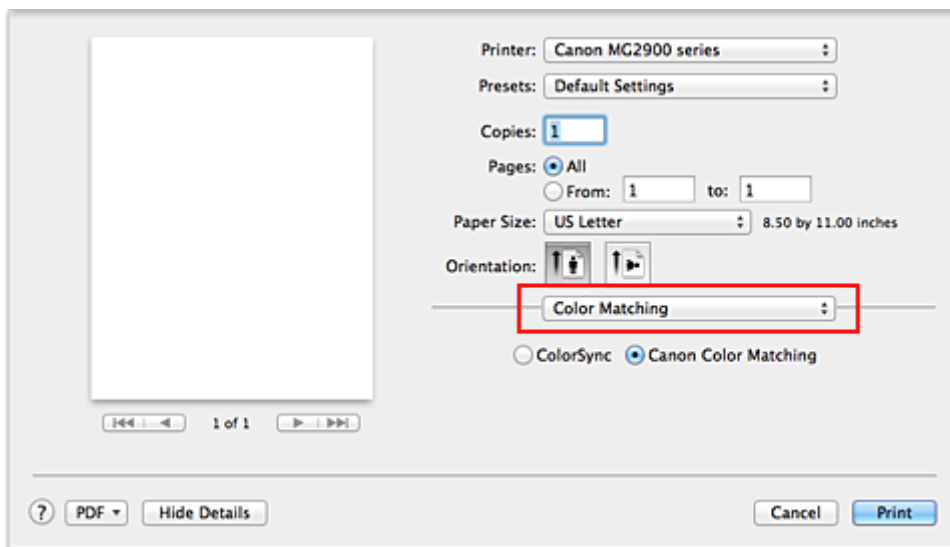 Printer: Canon MG2900 series
Presets: Default Settings
Copies: 1
Pages: All
From: 1 to: 1
Paper Size: US Letter 8.50 by 11.00 inches
Orientation:
Color Matching
ColorSync Canon Color Matching
1 of 1
? PDF Hide Details Cancel Print